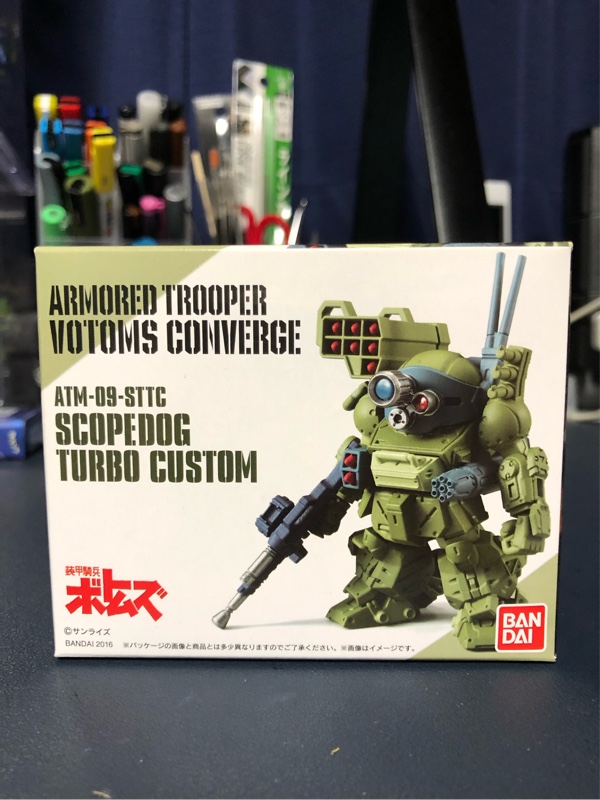 ARMORED TROOPER
VOTOMS CONVERGE
ATM-09-STTC
SCOPEDOG
TURBO CUSTOM
装甲騎兵
ボトムズ
©サンライズ
BANDAI 2016 ※パッケージの画像と商品とは多少異なりますのでご了承ください。※画像はイメージです。
BAN
DAI